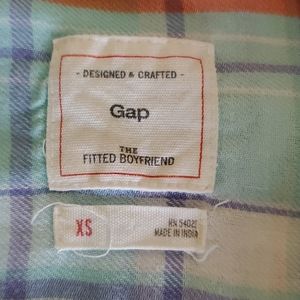 - DESIGNED & CRAFTED -
Gap
THE
FITTED BOYFRIEND
XS
RN 54023
MADE IN INDIA